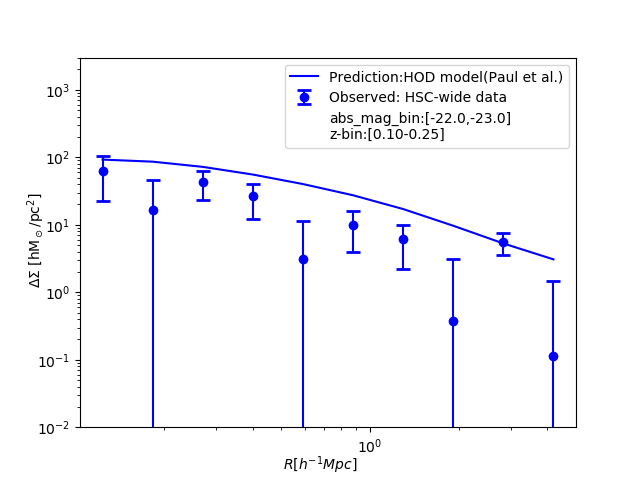 Prediction:HOD model(Paul et al.)
Observed: HSC-wide data
abs_mag_bin:[-22.0,-23.0]
z-bin:[0.10-0.25]
10³
10²
10¹
10⁰
10⁻¹
10⁻²
ΔΣ [hM⊙/pc²]
10⁰
R[h⁻¹Mpc]